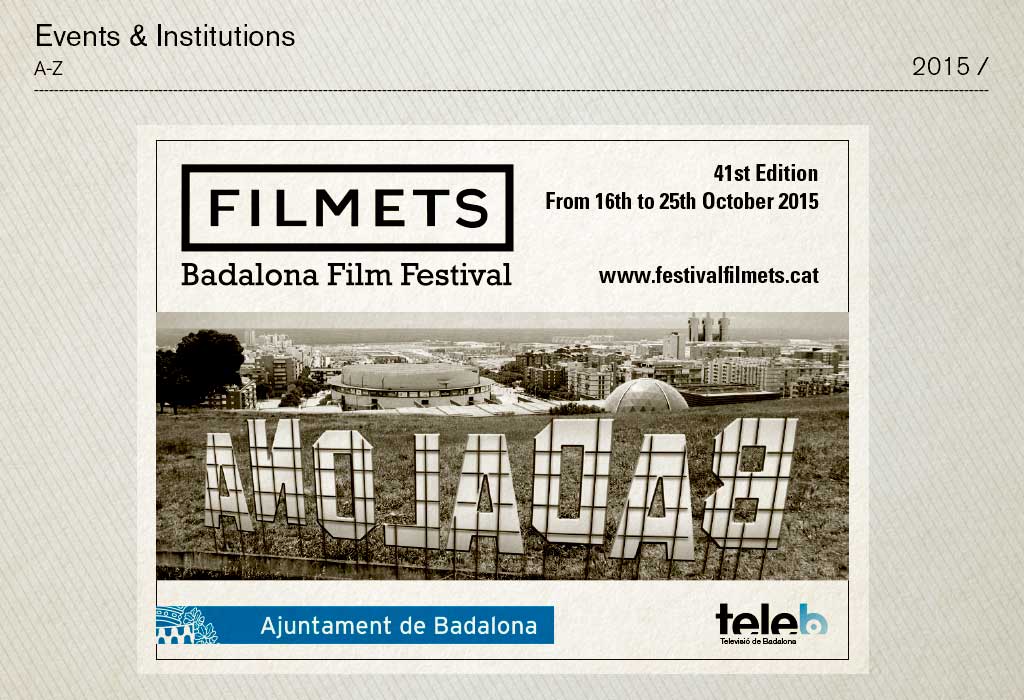 Events & Institutions
A-Z
2015 /
FILMETS
Badalona Film Festival
41st Edition
From 16th to 25th October 2015
www.festivalfilmets.cat
BADALONA
Ajuntament de Badalona
teleb
Televisió de Badalona